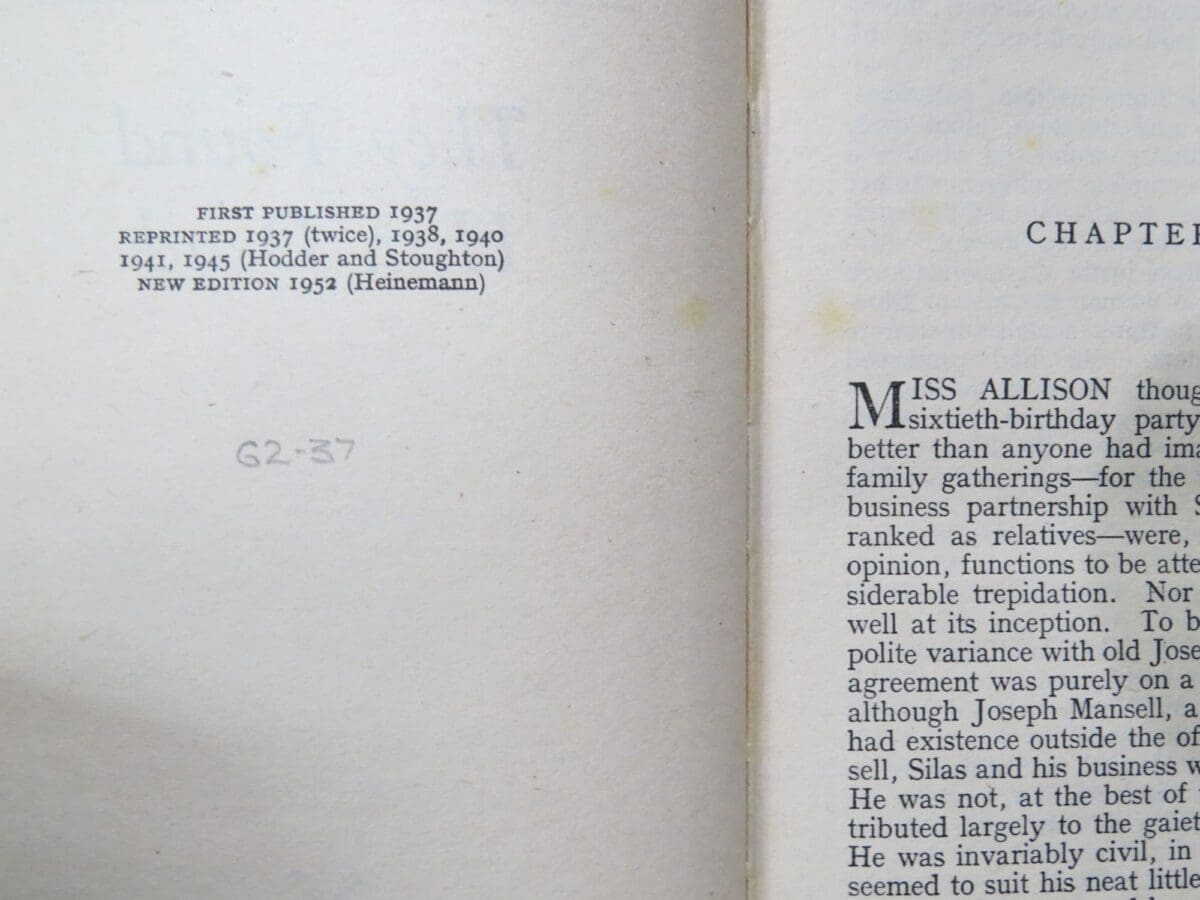 FIRST PUBLISHED 1937
REPRINTED 1937 (twice), 1938, 1940
1941, 1945 (Hodder and Stoughton)
NEW EDITION 1952 (Heinemann)
G2-37
CHAPTER
MISS ALLISON thoug
sixtieth-birthday party
better than anyone had ima
family gatherings—for the
business partnership with S
ranked as relatives—were,
opinion, functions to be atte
siderable trepidation. Nor
well at its inception. To b
polite variance with old Jose
agreement was purely on a
although Joseph Mansell, a
had existence outside the of
sell, Silas and his business w
He was not, at the best of
tributed largely to the gaiet
He was invariably civil, in
seemed to suit his neat little